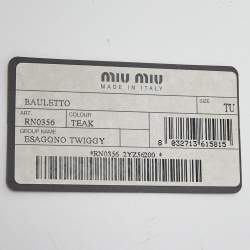 miu miu
MADE IN ITALY
BAULETTO
SIZE
TU
ART.
COLOUR
RN0356
TEAK
GROUP NAME
ESAGONO TWIGGY
8 032713 615815
*RN0356 2YZ56200 *